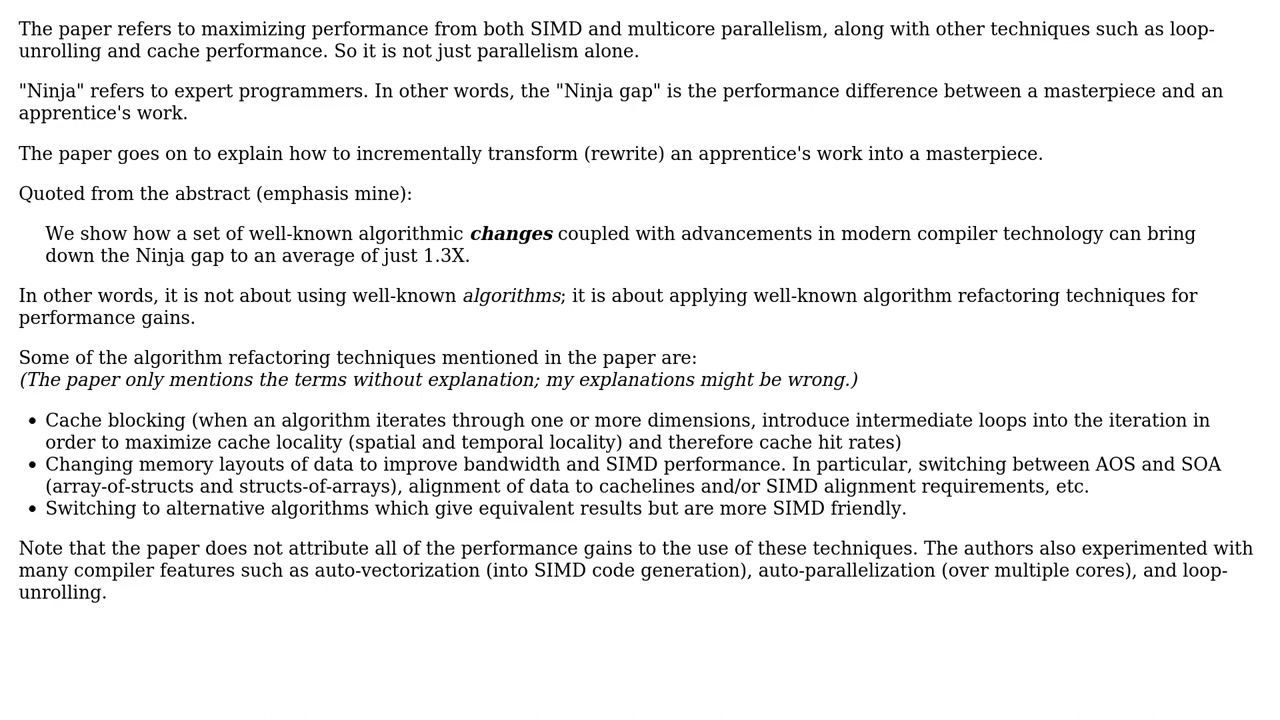 The paper refers to maximizing performance from both SIMD and multicore parallelism, along with other techniques such as loop-
unrolling and cache performance. So it is not just parallelism alone.
"Ninja" refers to expert programmers. In other words, the "Ninja gap" is the performance difference between a masterpiece and an
apprentice's work.
The paper goes on to explain how to incrementally transform (rewrite) an apprentice's work into a masterpiece.
Quoted from the abstract (emphasis mine):
We show how a set of well-known algorithmic changes coupled with advancements in modern compiler technology can bring
down the Ninja gap to an average of just 1.3X.
In other words, it is not about using well-known algorithms; it is about applying well-known algorithm refactoring techniques for
performance gains.
Some of the algorithm refactoring techniques mentioned in the paper are:
(The paper only mentions the terms without explanation; my explanations might be wrong.)
• Cache blocking (when an algorithm iterates through one or more dimensions, introduce intermediate loops into the iteration in
order to maximize cache locality (spatial and temporal locality) and therefore cache hit rates)
• Changing memory layouts of data to improve bandwidth and SIMD performance. In particular, switching between AOS and SOA
(array-of-structs and structs-of-arrays), alignment of data to cachelines and/or SIMD alignment requirements, etc.
• Switching to alternative algorithms which give equivalent results but are more SIMD friendly.
Note that the paper does not attribute all of the performance gains to the use of these techniques. The authors also experimented with
many compiler features such as auto-vectorization (into SIMD code generation), auto-parallelization (over multiple cores), and loop-
unrolling.